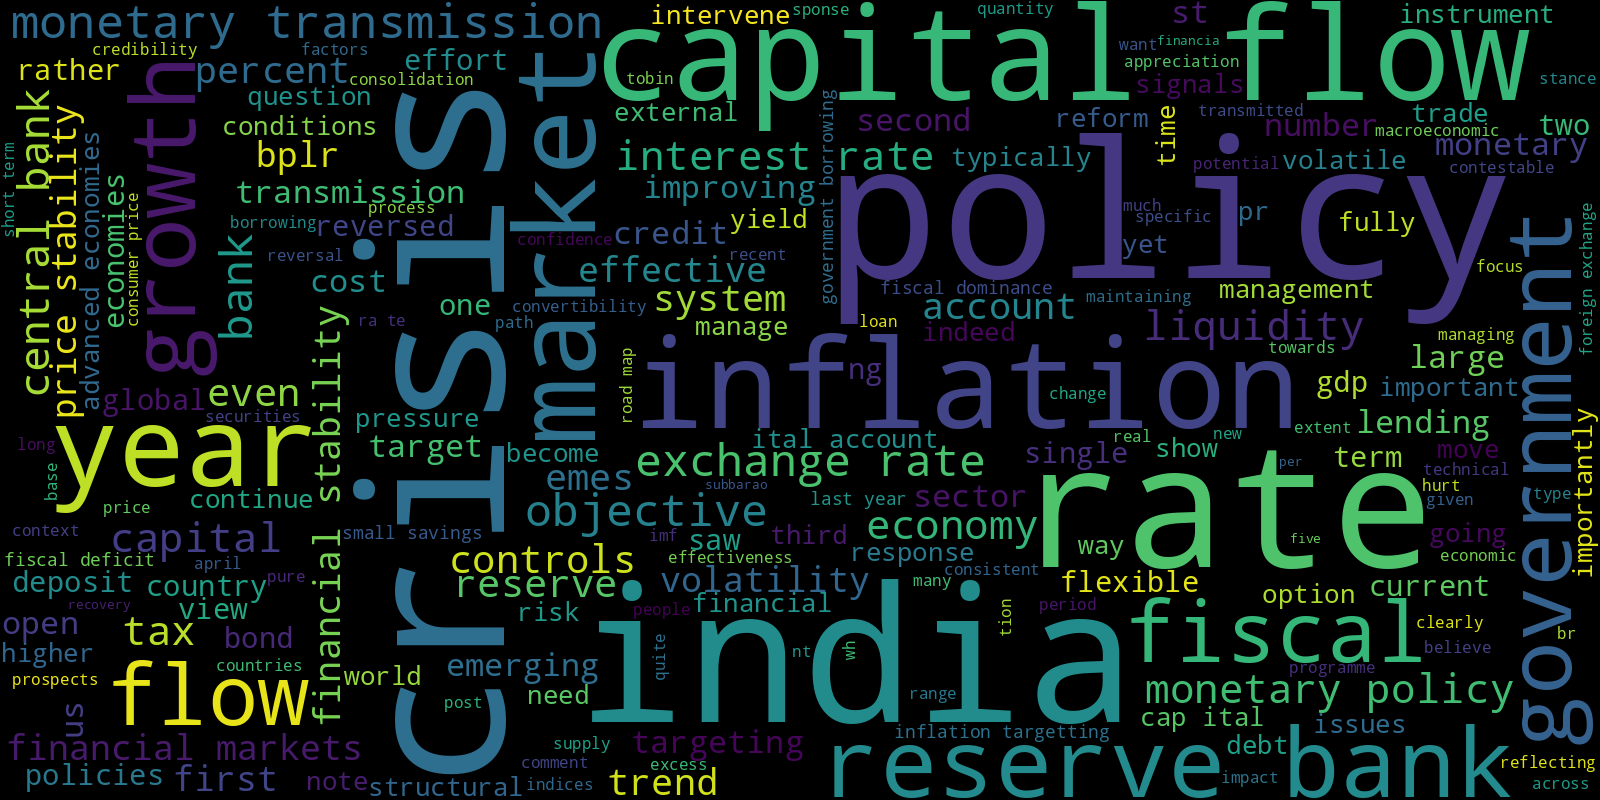 monetary transmission
credibility
factors
rather
percent
consolidation
effort
question
conditions
bplr
transmission
process
borrowing
reversed
reversal
cost
one
ra te
path
convertibility
confidence
short term
central bank
price stability
advanced economies
economies
consumer price
growth
bank
financial stability
crisis
market
global
even
securities
pressure
target
become
year
long
base
price
continue
context
capital
small savings
fiscal deficit
april
pure
deposit
country
view
recovery
open
tax
bond
higher
countries
prospects
flow
world
us
financial markets
policies
first
note
structural
intervene
sponse
quantity
st
instrument
capital flow
want
financia
appreciation
signals
tobin
stance
external
second
reform
transmitted
trade
time
number
macroeconomic
two
interest rate
typically
potential
volatile
monetary
contestable
improving
government borrowing
policy
much
specific
pr
yield
credit
yet
fully
recent
effective
focus
foreign exchange
system
fiscal dominance
maintaining
management
account
manage
loan
indeed
liquidity
managing
towards
large
road map
inflation
ng
change
gdp
important
government
importantly
ital account
single
real
show
new
extent
lending
move
exchange rate
term
technical
emes
subbarao
per
hurt
given
type
last year
sector
rate
objective
economy
going
imf
saw
third
way
five
economic
controls
effectiveness
response
consistent
reserve
volatility
many
flexible
current
risk
people
financial
tion
period
option
fiscal
clearly
br
india
quite
nt
wh
believe
emerging
programme
need
range
monetary policy
post
cap ital
issues
supply
targeting
inflation targetting
debt
reserve bank
comment
excess
reflecting
indices
trend
impact
across